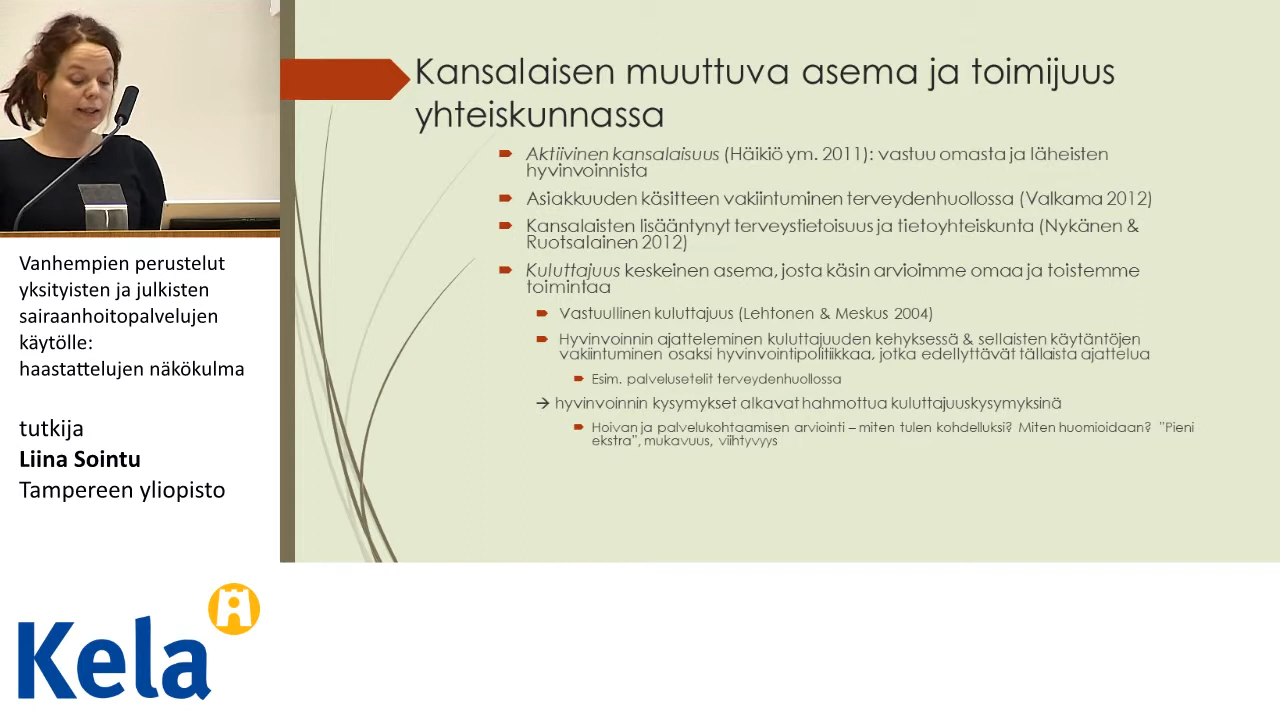 Kansalaisen muuttuva asema ja toimijuus
yhteiskunnassa
Aktiivinen kansalaisuus (Häikiö ym. 2011): vastuu omasta ja läheisten
hyvinvoinnista
Asiakkuuden käsitteen vakiintuminen terveydenhuollossa (Valkama 2012)
Kansalaisten lisääntynyt terveystietoisuus ja tietoyhteiskunta (Nykänen &
Ruotsalainen 2012)
Kuluttajuus keskeinen asema, josta käsin arvioimme omaa ja toistemme
toimintaa
Vastuullinen kuluttajuus (Lehtonen & Meskus 2004)
Hyvinvoinnin ajatteleminen kuluttajuuden kehyksessä & sellaisten käytäntöjen
vakiintuminen osaksi hyvinvointipolitiikkaa, jotka edellyttävät tällaista ajattelua
Esim. palvelusetelit terveydenhuollossa
→ hyvinvoinnin kysymykset alkavat hahmottua kuluttajuuskysymyksinä
Hoivan ja palvelukohtaamisen arviointi – miten tulen kohdelluksi? Miten huomioidaan? ”Pieni
ekstra”, mukavuus, viihtyvyys
Vanhempien perustelut
yksityisten ja julkisten
sairaanhoitopalvelujen
käytölle:
haastattelujen näkökulma
tutkija
Liina Sointu
Tampereen yliopisto
Kela